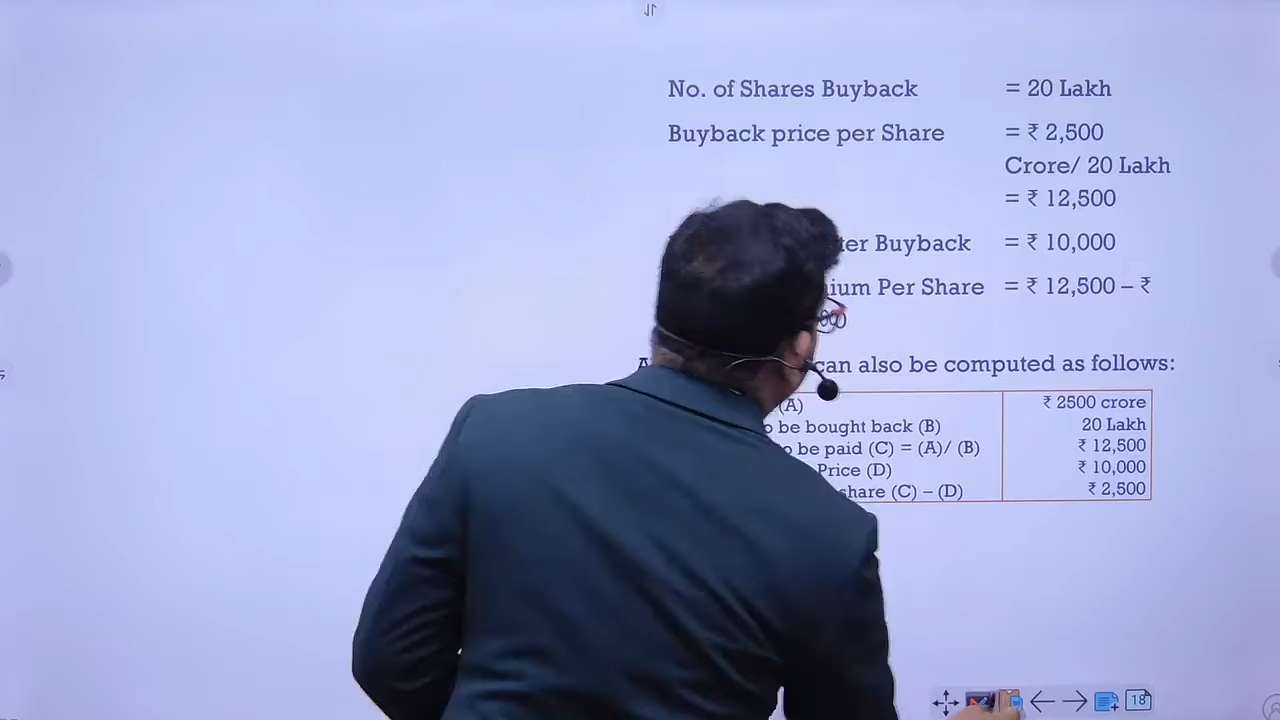 No. of Shares Buyback = 20 Lakh
Buyback price per Share = ₹ 2,500
Crore/ 20 Lakh
= ₹ 12,500
Buyback = ₹ 10,000
Per Share = ₹ 12,500 – ₹
can also be computed as follows:
(A) ₹ 2500 crore
be bought back (B) 20 Lakh
be paid (C) = (A)/ (B) ₹ 12,500
Price (D) ₹ 10,000
share (C) – (D) ₹ 2,500
18